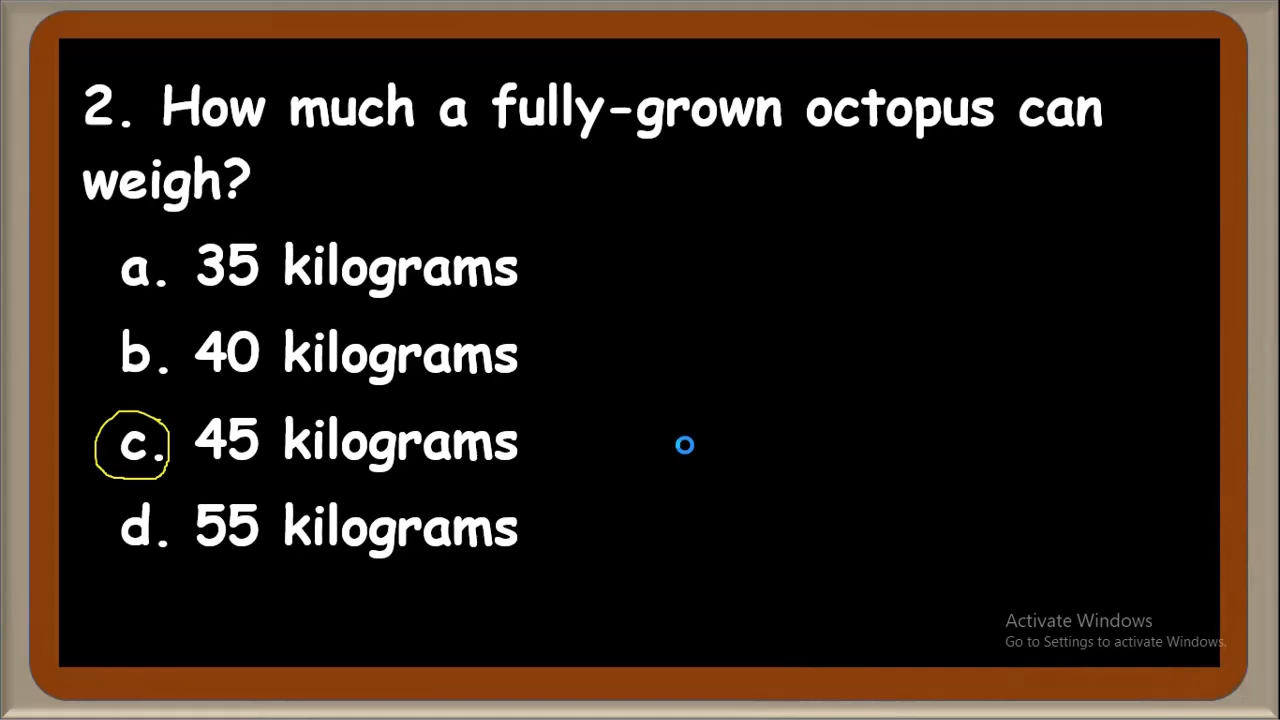 2. How much a fully-grown octopus can
weigh?
a. 35 kilograms
b. 40 kilograms
c. 45 kilograms
d. 55 kilograms
Activate Windows
Go to Settings to activate Windows.